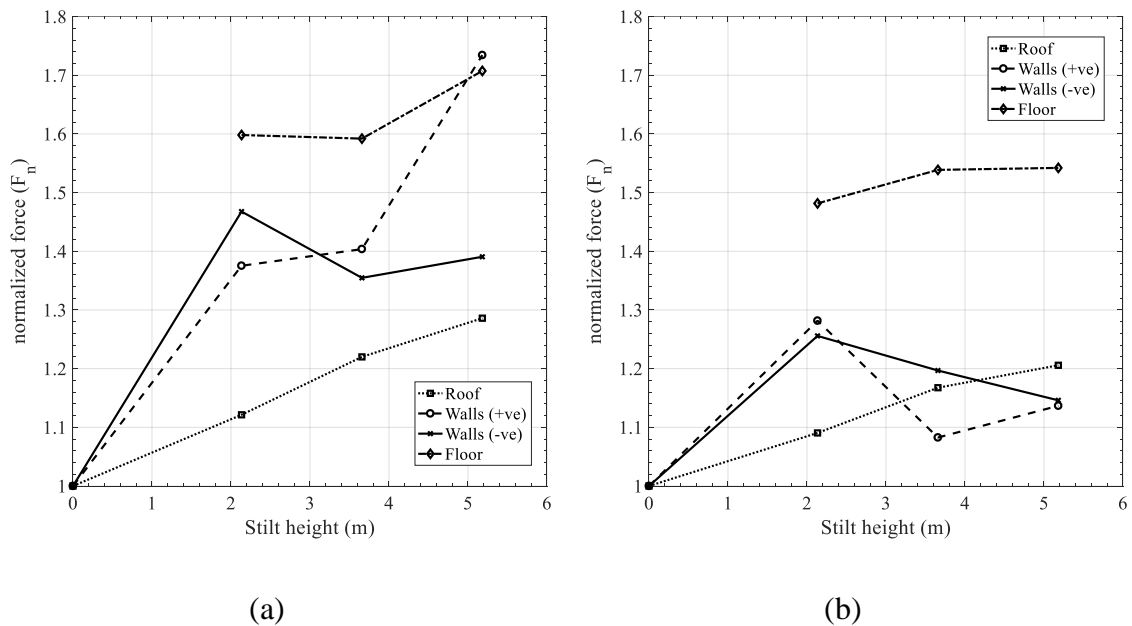 1.8
1.7
1.6
1.5
1.4
1.3
1.2
1.1
1
normalized force (Fn)
0 1 2 3 4 5 6
Stilt height (m)
Roof
Walls (+ve)
Walls (-ve)
Floor
(a)
1.8
1.7
1.6
1.5
1.4
1.3
1.2
1.1
1
normalized force (Fn)
0 1 2 3 4 5 6
Stilt height (m)
Roof
Walls (+ve)
Walls (-ve)
Floor
(b)